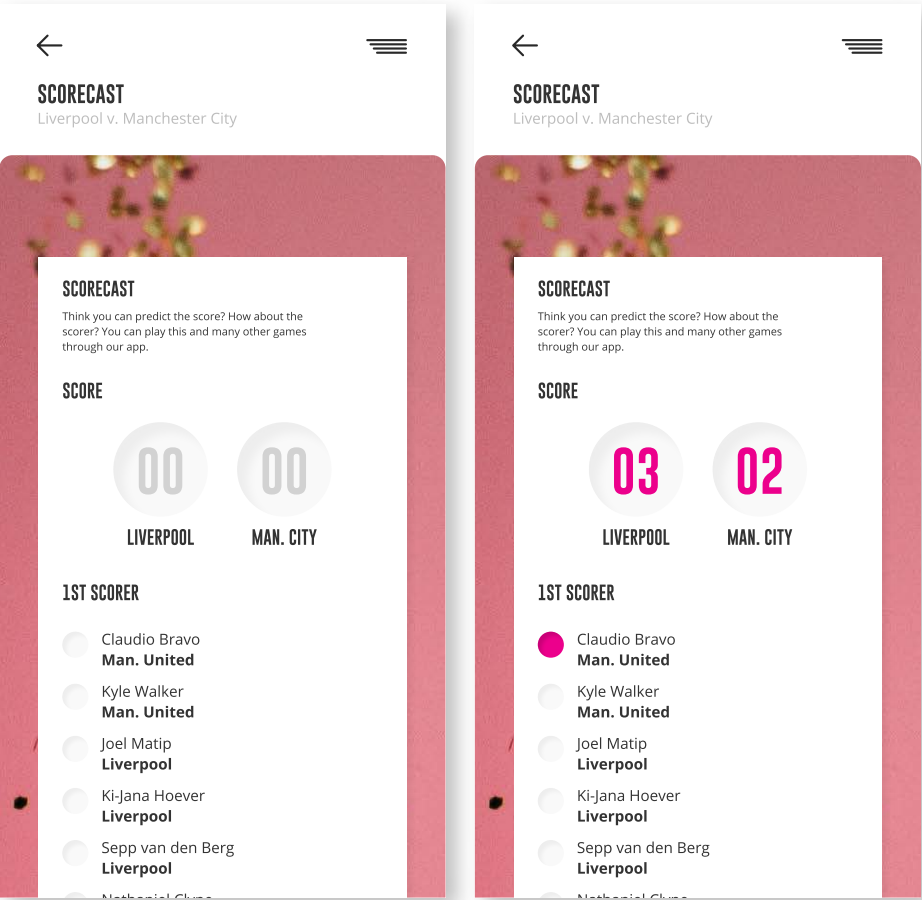 SCORECAST
Liverpool v. Manchester City
SCORECAST
Think you can predict the score? How about the
scorer? You can play this and many other games
through our app.
SCORE
00 00
LIVERPOOL MAN. CITY
1ST SCORER
Claudio Bravo
Man. United
Kyle Walker
Man. United
Joel Matip
Liverpool
Ki-Jana Hoever
Liverpool
Sepp van den Berg
Liverpool
SCORECAST
Liverpool v. Manchester City
SCORECAST
Think you can predict the score? How about the
scorer? You can play this and many other games
through our app.
SCORE
03 02
LIVERPOOL MAN. CITY
1ST SCORER
Claudio Bravo
Man. United
Kyle Walker
Man. United
Joel Matip
Liverpool
Ki-Jana Hoever
Liverpool
Sepp van den Berg
Liverpool